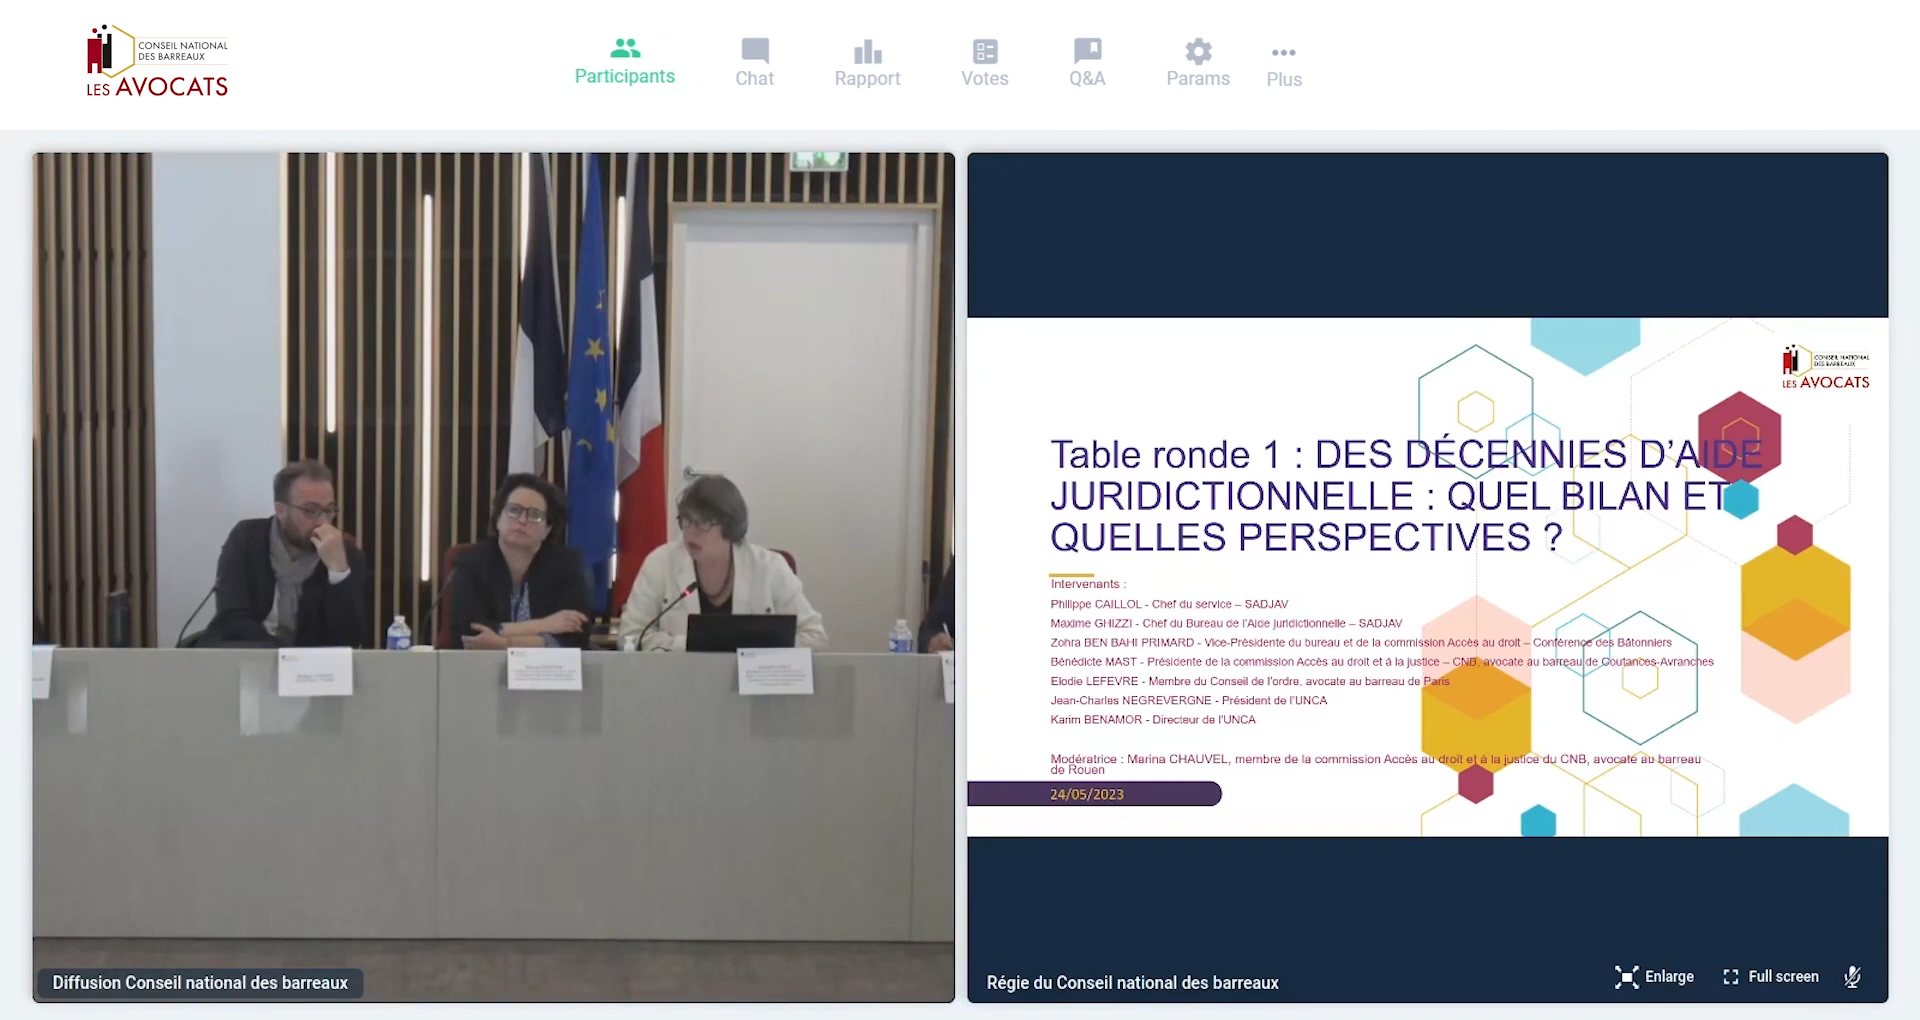 CONSEIL NATIONAL
DES BARREAUX
LES AVOCATS
Participants
Chat
Rapport
Votes
Q&A
Params
Plus
Diffusion Conseil national des barreaux
CONSEIL NATIONAL
DES BARREAUX
LES AVOCATS
Table ronde 1 : DES DÉCENNIES D’AIDE
JURIDICTIONNELLE : QUEL BILAN ET
QUELLES PERSPECTIVES ?
Intervenants :
Philippe CAILLOL - Chef du service – SADJAV
Maxime GHIZZI - Chef du Bureau de l’Aide juridictionnelle – SADJAV
Zohra BEN BAHI PRIMARD - Vice-Présidente du bureau et de la commission Accès au droit – Conférence des Bâtonniers
Bénédicte MAST - Présidente de la commission Accès au droit et à la justice – CNB, avocate au barreau de Coutances-Avranches
Elodie LEFEVRE - Membre du Conseil de l’ordre, avocate au barreau de Paris
Jean-Charles NEGREVERGNE - Président de l’UNCA
Karim BENAMOR - Directeur de l’UNCA
Modératrice : Marina CHAUVEL, membre de la commission Accès au droit et à la justice du CNB, avocate au barreau
de Rouen
24/05/2023
Régie du Conseil national des barreaux
Enlarge
Full screen